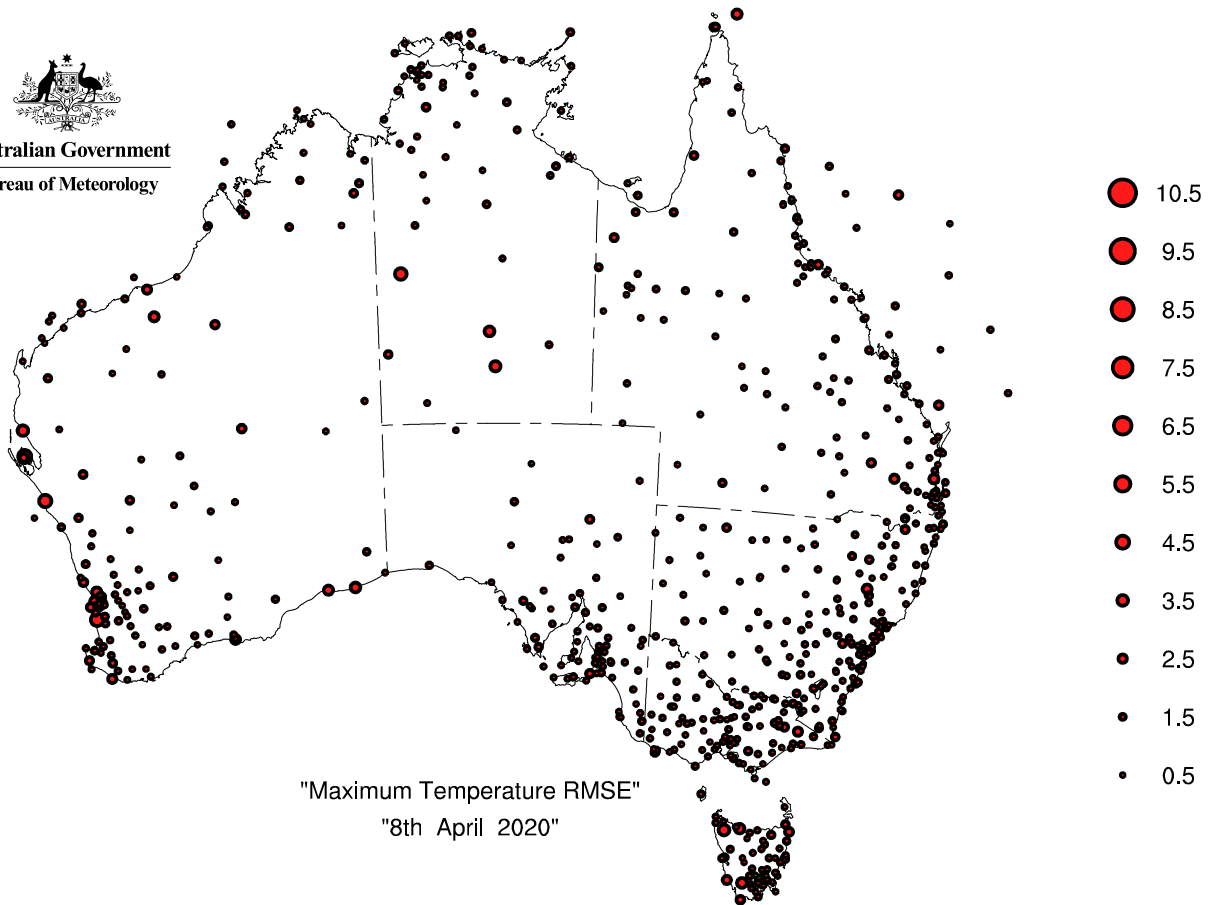 AUSTRALIA
tralian Government
reau of Meteorology
10.5
9.5
8.5
7.5
6.5
5.5
4.5
3.5
2.5
1.5
0.5
"Maximum Temperature RMSE"
"8th April 2020"